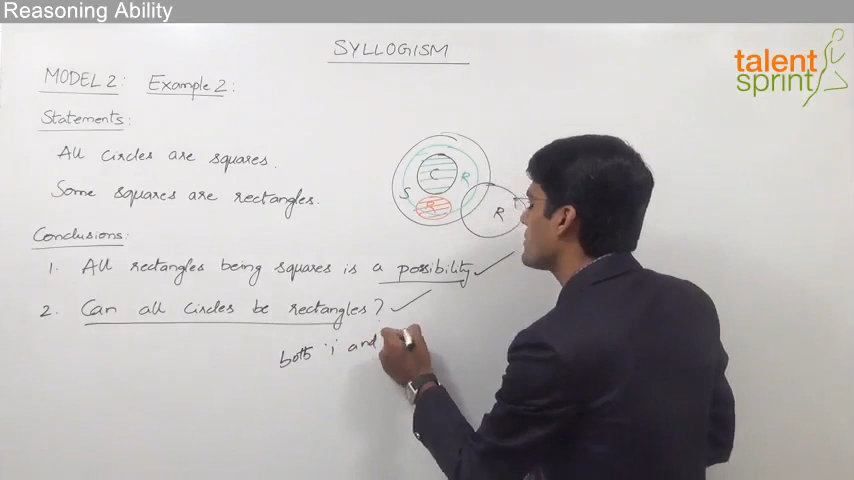 Reasoning Ability
SYLLOGISM
talent
sprint
MODEL 2: Example 2:
Statements:
All circles are squares.
Some squares are rectangles.
C
R
S
R
R
Conclusions:
1. All rectangles being squares is a possibility
2. Can all circles be rectangles?
both i and